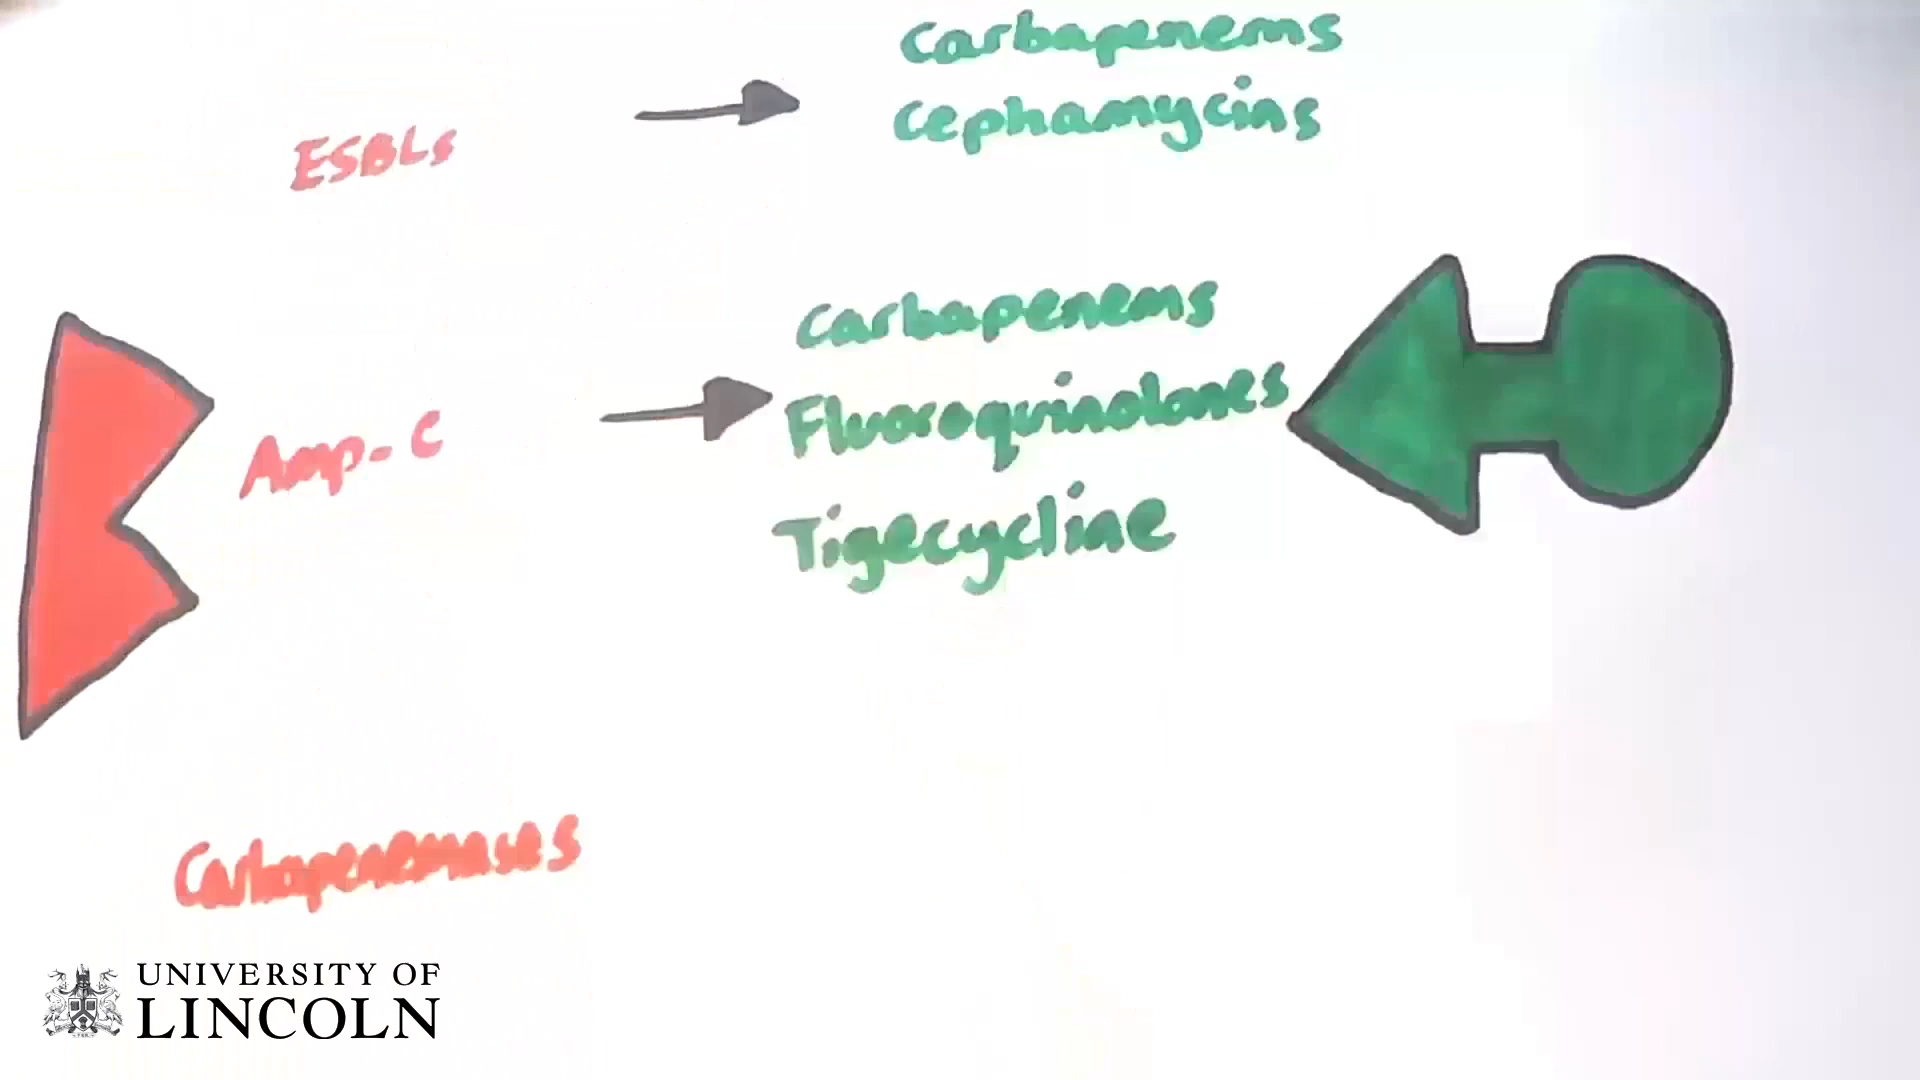 Carbapenems
Cephamycins
ESBLs
Carbapenems
Fluoroquinolones
Amp-C
Tigecycline
Carbapenemases
UNIVERSITY OF
LINCOLN